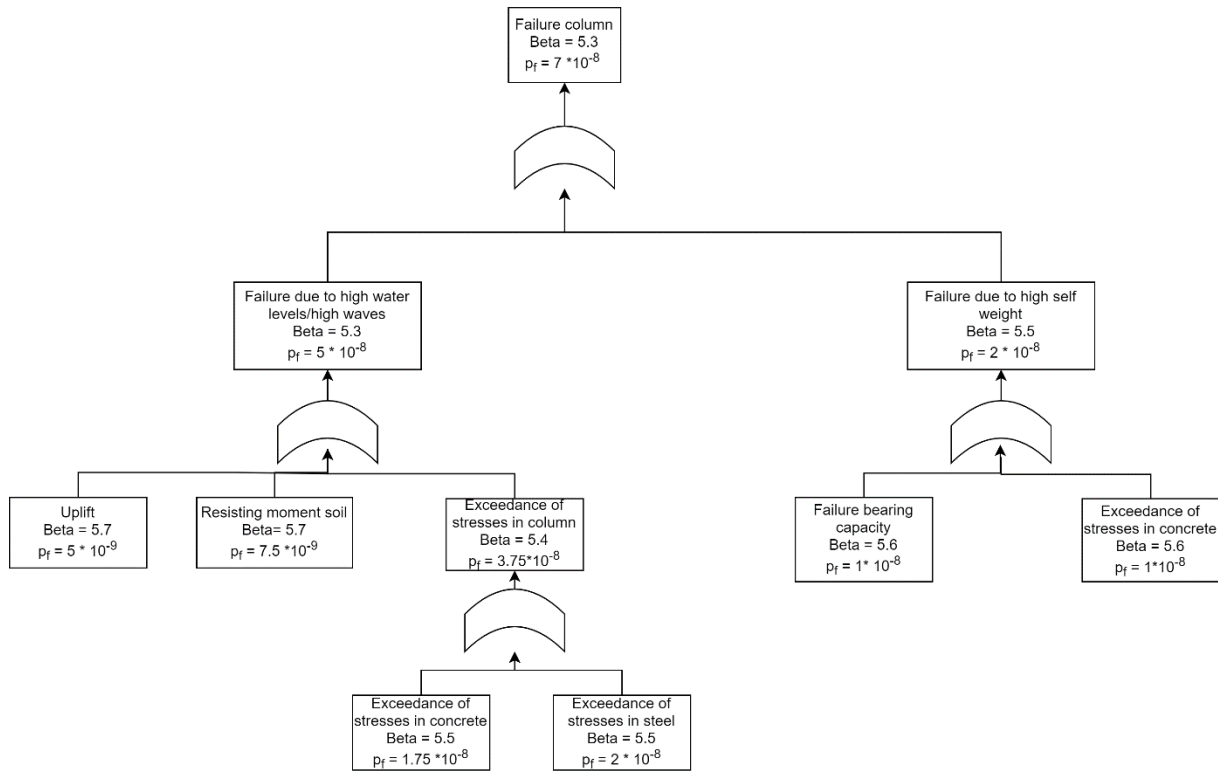 Failure column
Beta = 5.3
pf = 7 *10-8
Failure due to high water
levels/high waves
Beta = 5.3
pf = 5 * 10-8
Failure due to high self
weight
Beta = 5.5
pf = 2 * 10-8
Uplift
Beta = 5.7
pf = 5 * 10-9
Resisting moment soil
Beta= 5.7
pf = 7.5 *10-9
Exceedance of
stresses in column
Beta = 5.4
pf = 3.75*10-8
Failure bearing
capacity
Beta = 5.6
pf = 1* 10-8
Exceedance of
stresses in concrete
Beta = 5.6
pf = 1*10-8
Exceedance of
stresses in concrete
Beta = 5.5
pf = 1.75 *10-8
Exceedance of
stresses in steel
Beta = 5.5
pf = 2 * 10-8